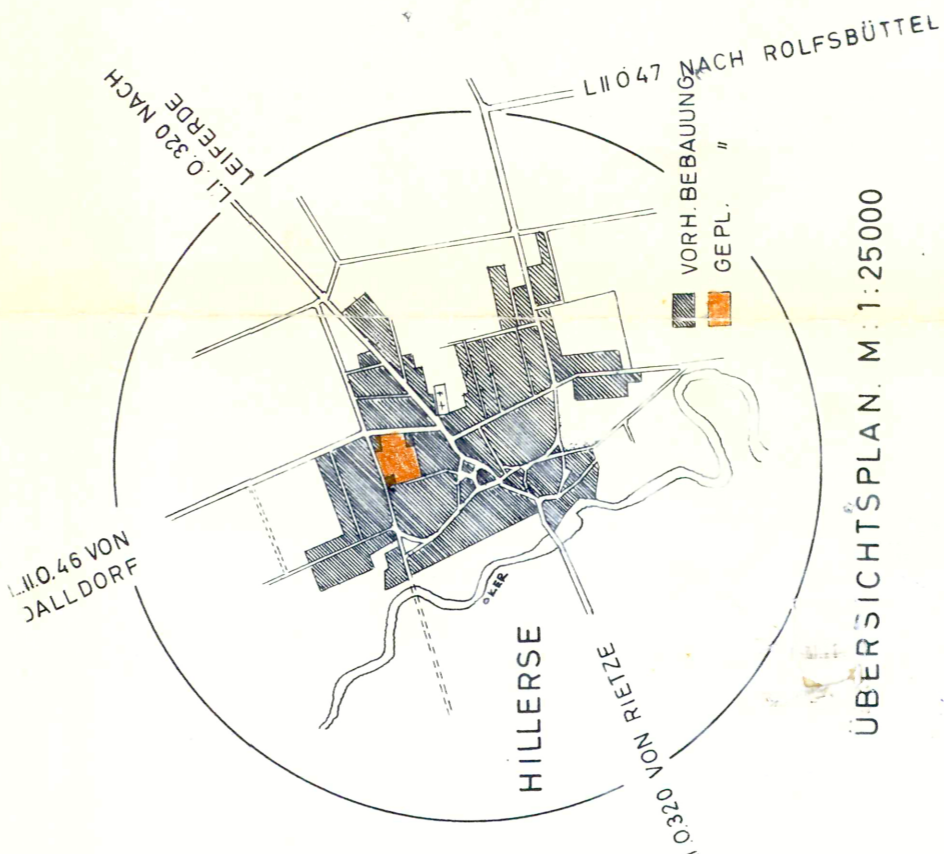 L.I.O.320 NACH
LEIFERDE
L II O 47 NACH ROLFSBÜTTEL
VORH. BEBAUUNG
GEPL. "
L.II.O.46 VON
DALLDORF
OKER
HILLERSE
O.320 VON RIETZE
ÜBERSICHTSPLAN. M: 1:25000